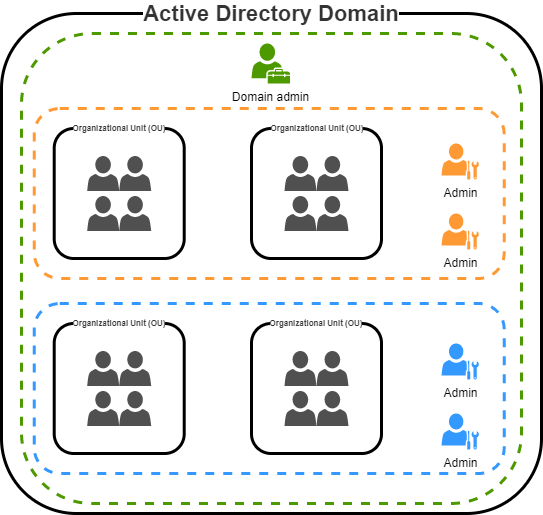 Active Directory Domain
Domain admin
Organizational Unit (OU)
Organizational Unit (OU)
Admin
Admin
Organizational Unit (OU)
Organizational Unit (OU)
Admin
Admin